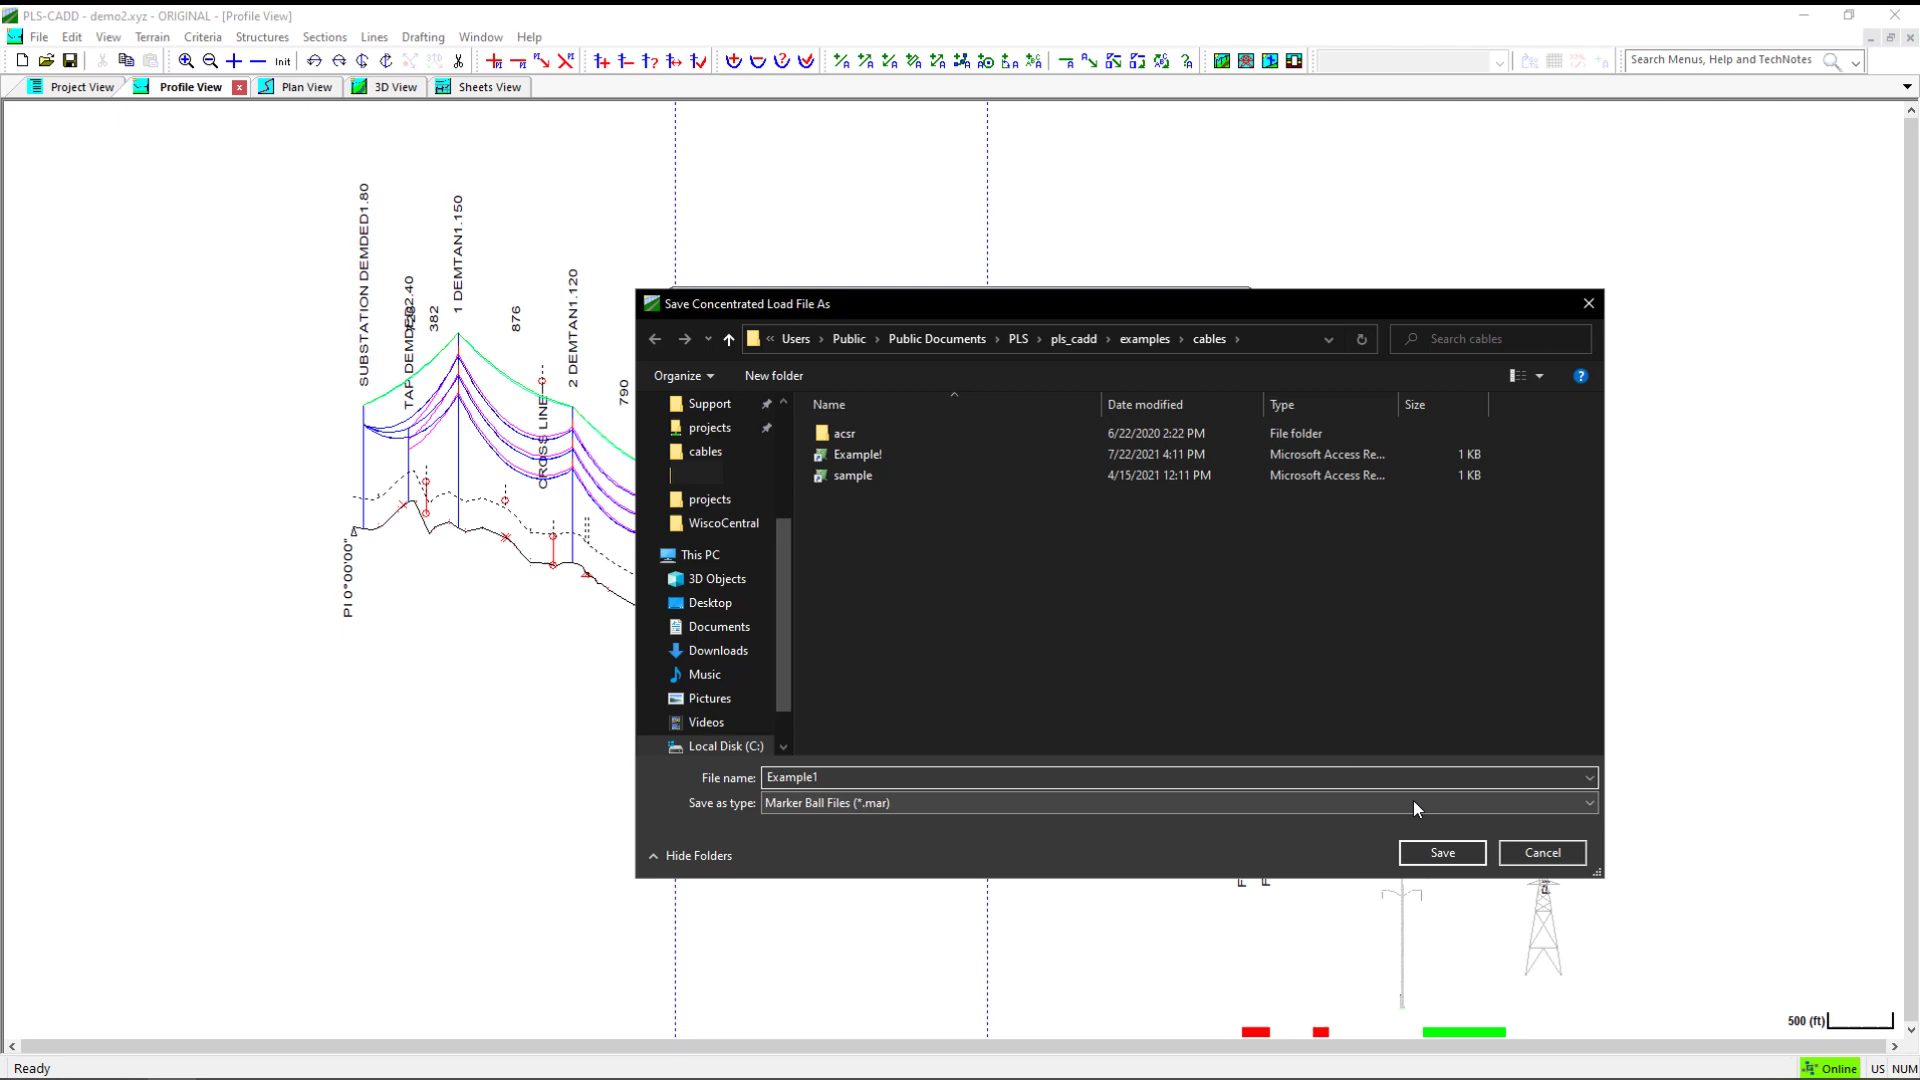 PLS-CADD - demo2.xyz - ORIGINAL - [Profile View]
File Edit View Terrain Criteria Structures Sections Lines Drafting Window Help
Init
Search Menus, Help and TechNotes
Project View Profile View Plan View 3D View Sheets View
SUBSTATION DEMDED1.80
TAP DEMDED2.40
382
1 DEMTAN1.150
876
CROSS LINE
2 DEMTAN1.120
790
PI 0°00'00"
Save Concentrated Load File As
« Users › Public › Public Documents › PLS › pls_cadd › examples › cables ›
Search cables
Organize New folder
Support
projects
cables
projects
WiscoCentral
This PC
3D Objects
Desktop
Documents
Downloads
Music
Pictures
Videos
Local Disk (C:)
Name Date modified Type Size
acsr 6/22/2020 2:22 PM File folder
Example! 7/22/2021 4:11 PM Microsoft Access Re... 1 KB
sample 4/15/2021 12:11 PM Microsoft Access Re... 1 KB
File name: Example1
Save as type: Marker Ball Files (*.mar)
Hide Folders
Save
Cancel
500 (ft)
Ready
Online US NUM